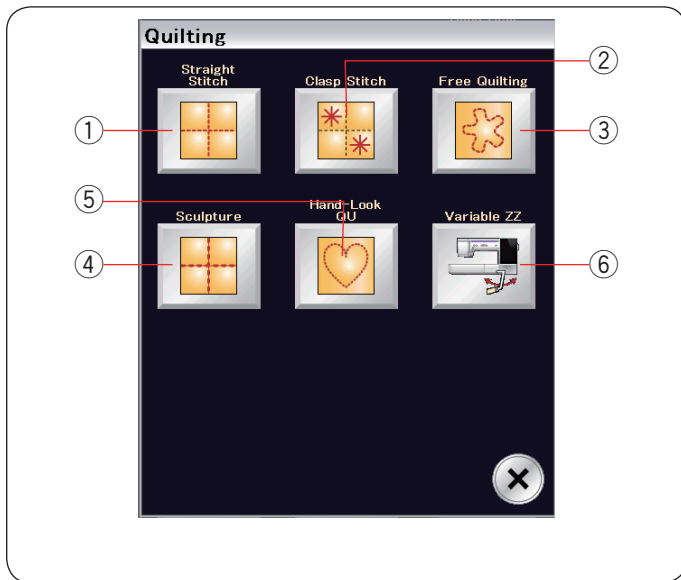 Quilting
Straight
Stitch
Clasp Stitch
Free Quilting
②
①
③
⑤
Sculpture
Hand-Look
QU
Variable ZZ
④
⑥